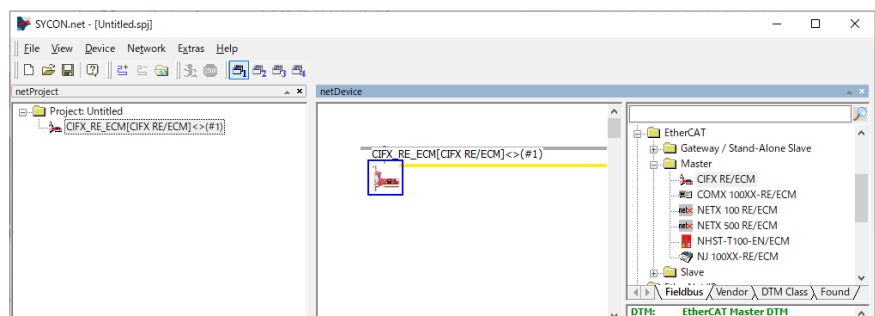 SYCON.net - [Untitled.spj]
File View Device Network Extras Help
netProject
netDevice
Project: Untitled
CIFX_RE_ECM[CIFX RE/ECM]<>(#1)
CIFX_RE_ECM[CIFX RE/ECM]<>(#1)
EtherCAT
Gateway / Stand-Alone Slave
Master
CIFX RE/ECM
COMX 100XX-RE/ECM
NETX 100 RE/ECM
NETX 500 RE/ECM
NHST-T100-EN/ECM
NJ 100XX-RE/ECM
Slave
Fieldbus Vendor DTM Class Found
DTM: EtherCAT Master DTM